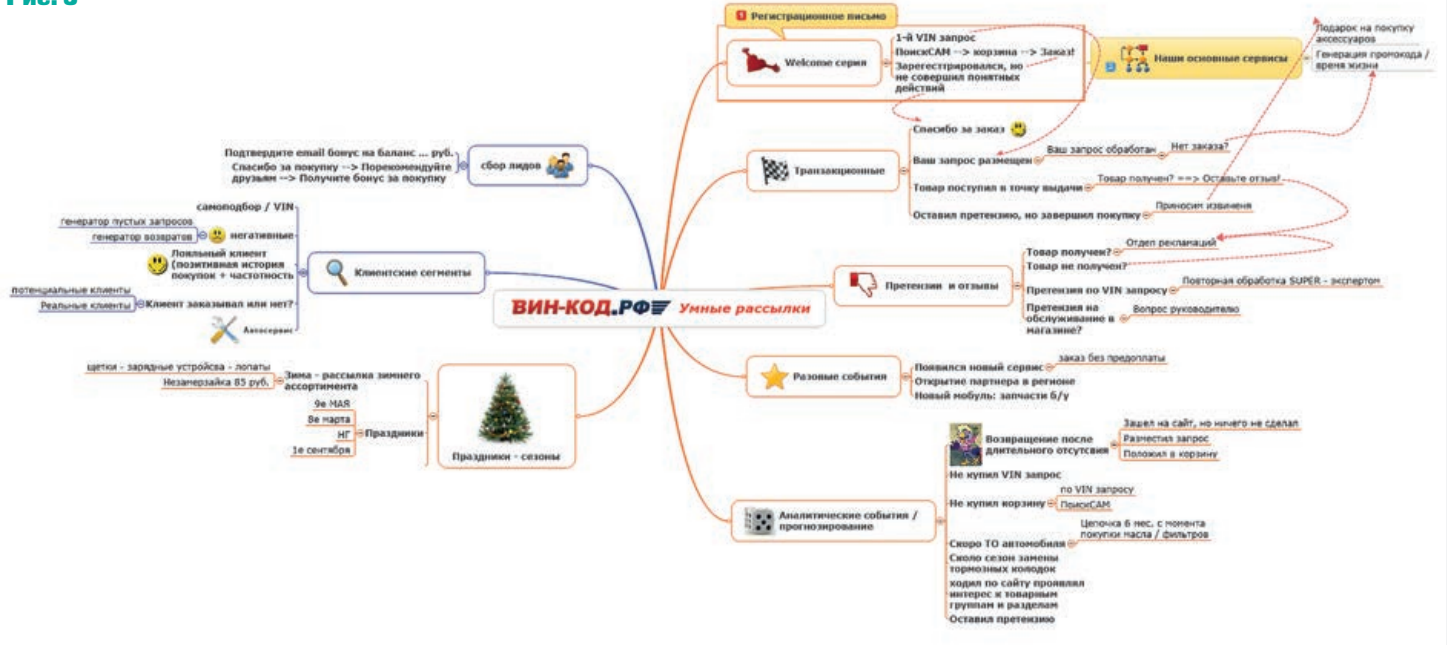 Рис. 3
1 Регистрационное письмо
Welcome серия
1-й VIN запрос
ПоискСАМ --> корзина --> Заказ!
Зарегестрировался, но
не совершил понятных
действий
Наши основные сервисы
Подарок на покупку
аксессуаров
Генерация промокода /
время жизни
Транзакционные
Спасибо за заказ
Ваш запрос размещен
Ваш запрос обработан
Нет заказа?
Товар поступил в точку выдачи
Товар получен? ==> Оставьте отзыв!
Оставил претензию, но завершил покупку
Приносим извиненя
Претензии и отзывы
Товар получен?
Отдел рекламаций
Товар не получен?
Претензия по VIN запросу
Повторная обработка SUPER - экспертом
Претензия на
обслуживание в
магазине?
Вопрос руководителю
Разовые события
Появился новый сервис
заказ без предоплаты
Открытие партнера в регионе
Новый мобуль: запчасти б/у
Аналитические события /
прогнозирование
Возвращение после
длительного отсутсвия
Зашел на сайт, но ничего не сделал
Разместил запрос
Положил в корзину
Не купил VIN запрос
Не купил корзину
по VIN запросу
ПоискСАМ
Скоро ТО автомобиля
Цепочка 6 мес. с момента
покупки масла / фильтров
Сколо сезон замены
тормозных колодок
ходил по сайту проявлял
интерес к товарным
группам и разделам
Оставил претензию
ВИН-КОД.РФ Умные рассылки
сбор лидов
Подтвердите email бонус на баланс ... руб.
Спасибо за покупку --> Порекомендуйте
друзьям --> Получите бонус за покупку
Клиентские сегменты
самоподбор / VIN
негативные
генератор пустых запросов
генератор возвратов
Лояльный клиент
(позитивная история
покупок + частотность
Клиент заказывал или нет?
потенциальные клиенты
Реальные клиенты
Автосервис
Праздники - сезоны
Зима - рассылка зимнего
ассортимента
щетки - зарядные устройсва - лопаты
Незамерзайка 85 руб.
Праздники
9е МАЯ
8е марта
НГ
1е сентября